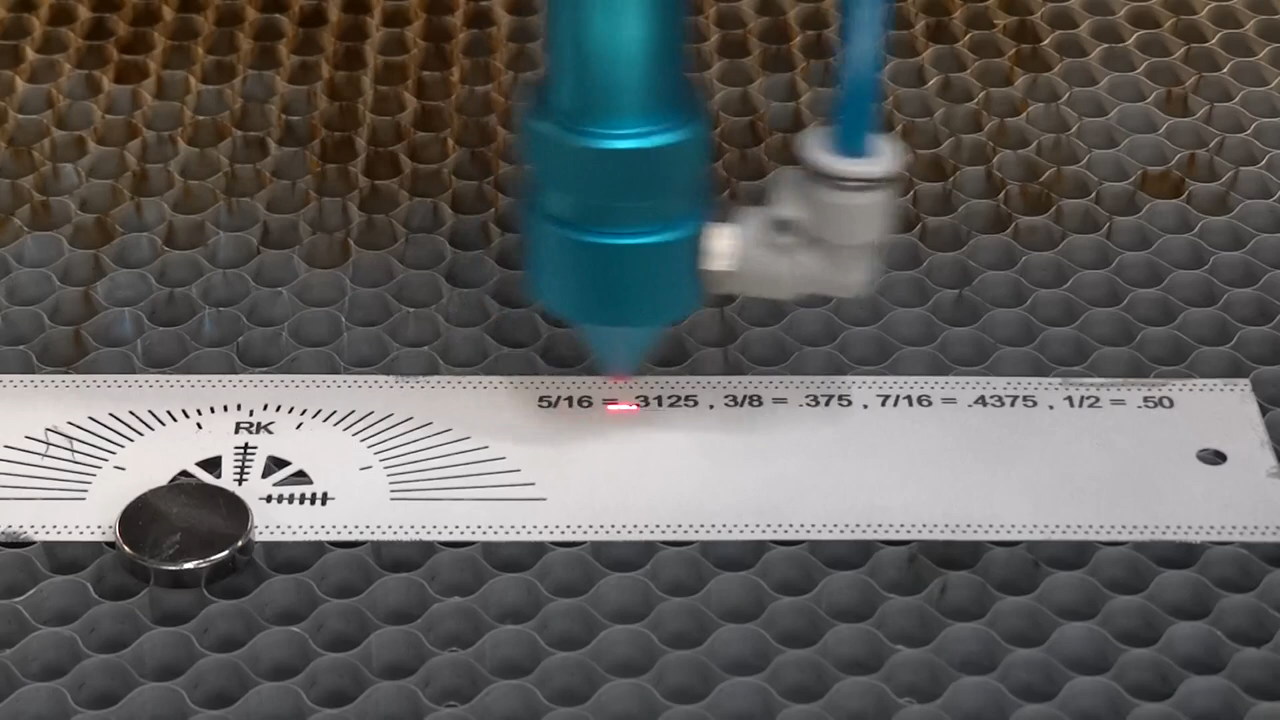 5/16 = .3125 , 3/8 = .375 , 7/16 = .4375 , 1/2 = .50
RK